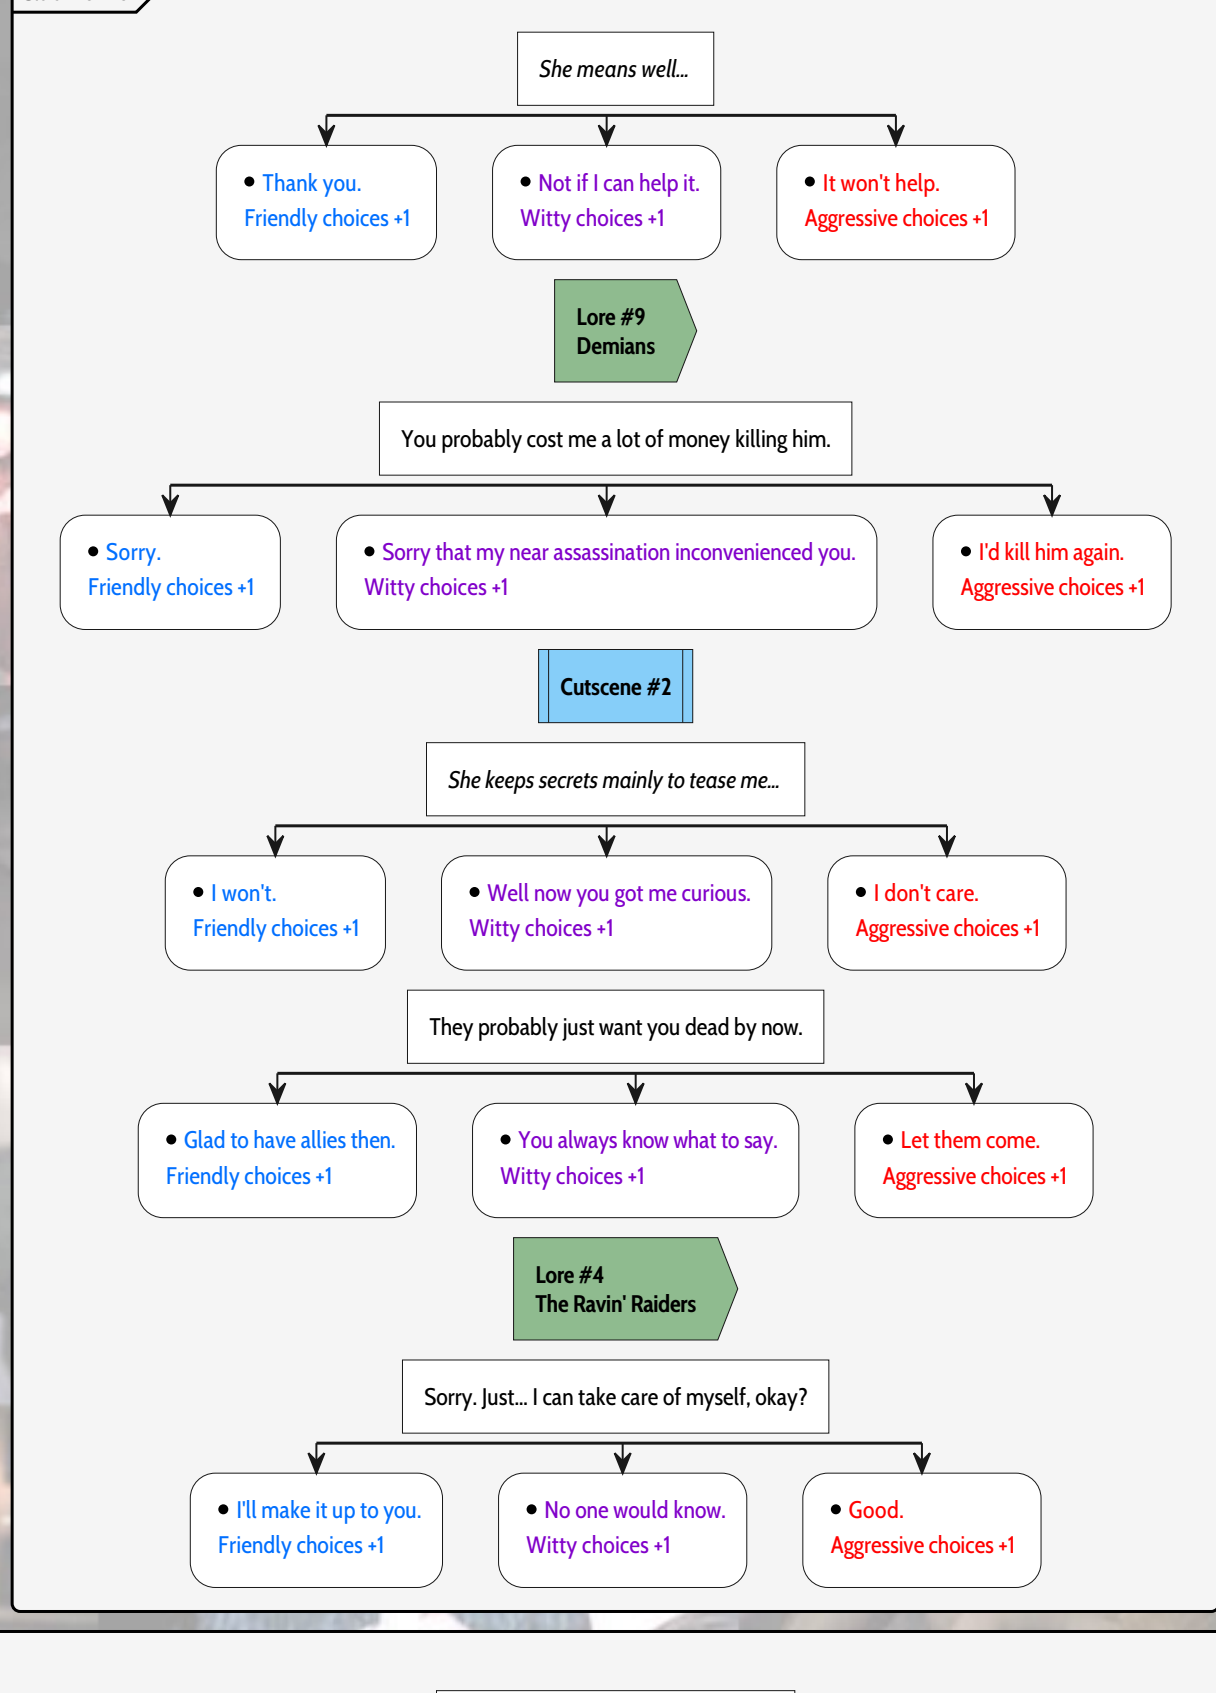 She means well...
• Thank you.
Friendly choices +1
• Not if I can help it.
Witty choices +1
• It won't help.
Aggressive choices +1
Lore #9
Demians
You probably cost me a lot of money killing him.
• Sorry.
Friendly choices +1
• Sorry that my near assassination inconvenienced you.
Witty choices +1
• I'd kill him again.
Aggressive choices +1
Cutscene #2
She keeps secrets mainly to tease me...
• I won't.
Friendly choices +1
• Well now you got me curious.
Witty choices +1
• I don't care.
Aggressive choices +1
They probably just want you dead by now.
• Glad to have allies then.
Friendly choices +1
• You always know what to say.
Witty choices +1
• Let them come.
Aggressive choices +1
Lore #4
The Ravin' Raiders
Sorry. Just... I can take care of myself, okay?
• I'll make it up to you.
Friendly choices +1
• No one would know.
Witty choices +1
• Good.
Aggressive choices +1